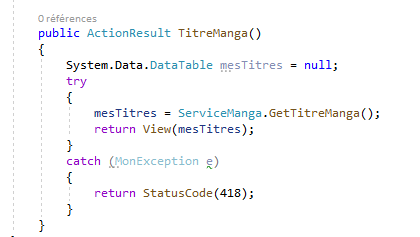 0 références
public ActionResult TitreManga()
{
System.Data.DataTable mesTitres = null;
try
{
mesTitres = ServiceManga.GetTitreManga();
return View(mesTitres);
}
catch (MonException e)
{
return StatusCode(418);
}
}